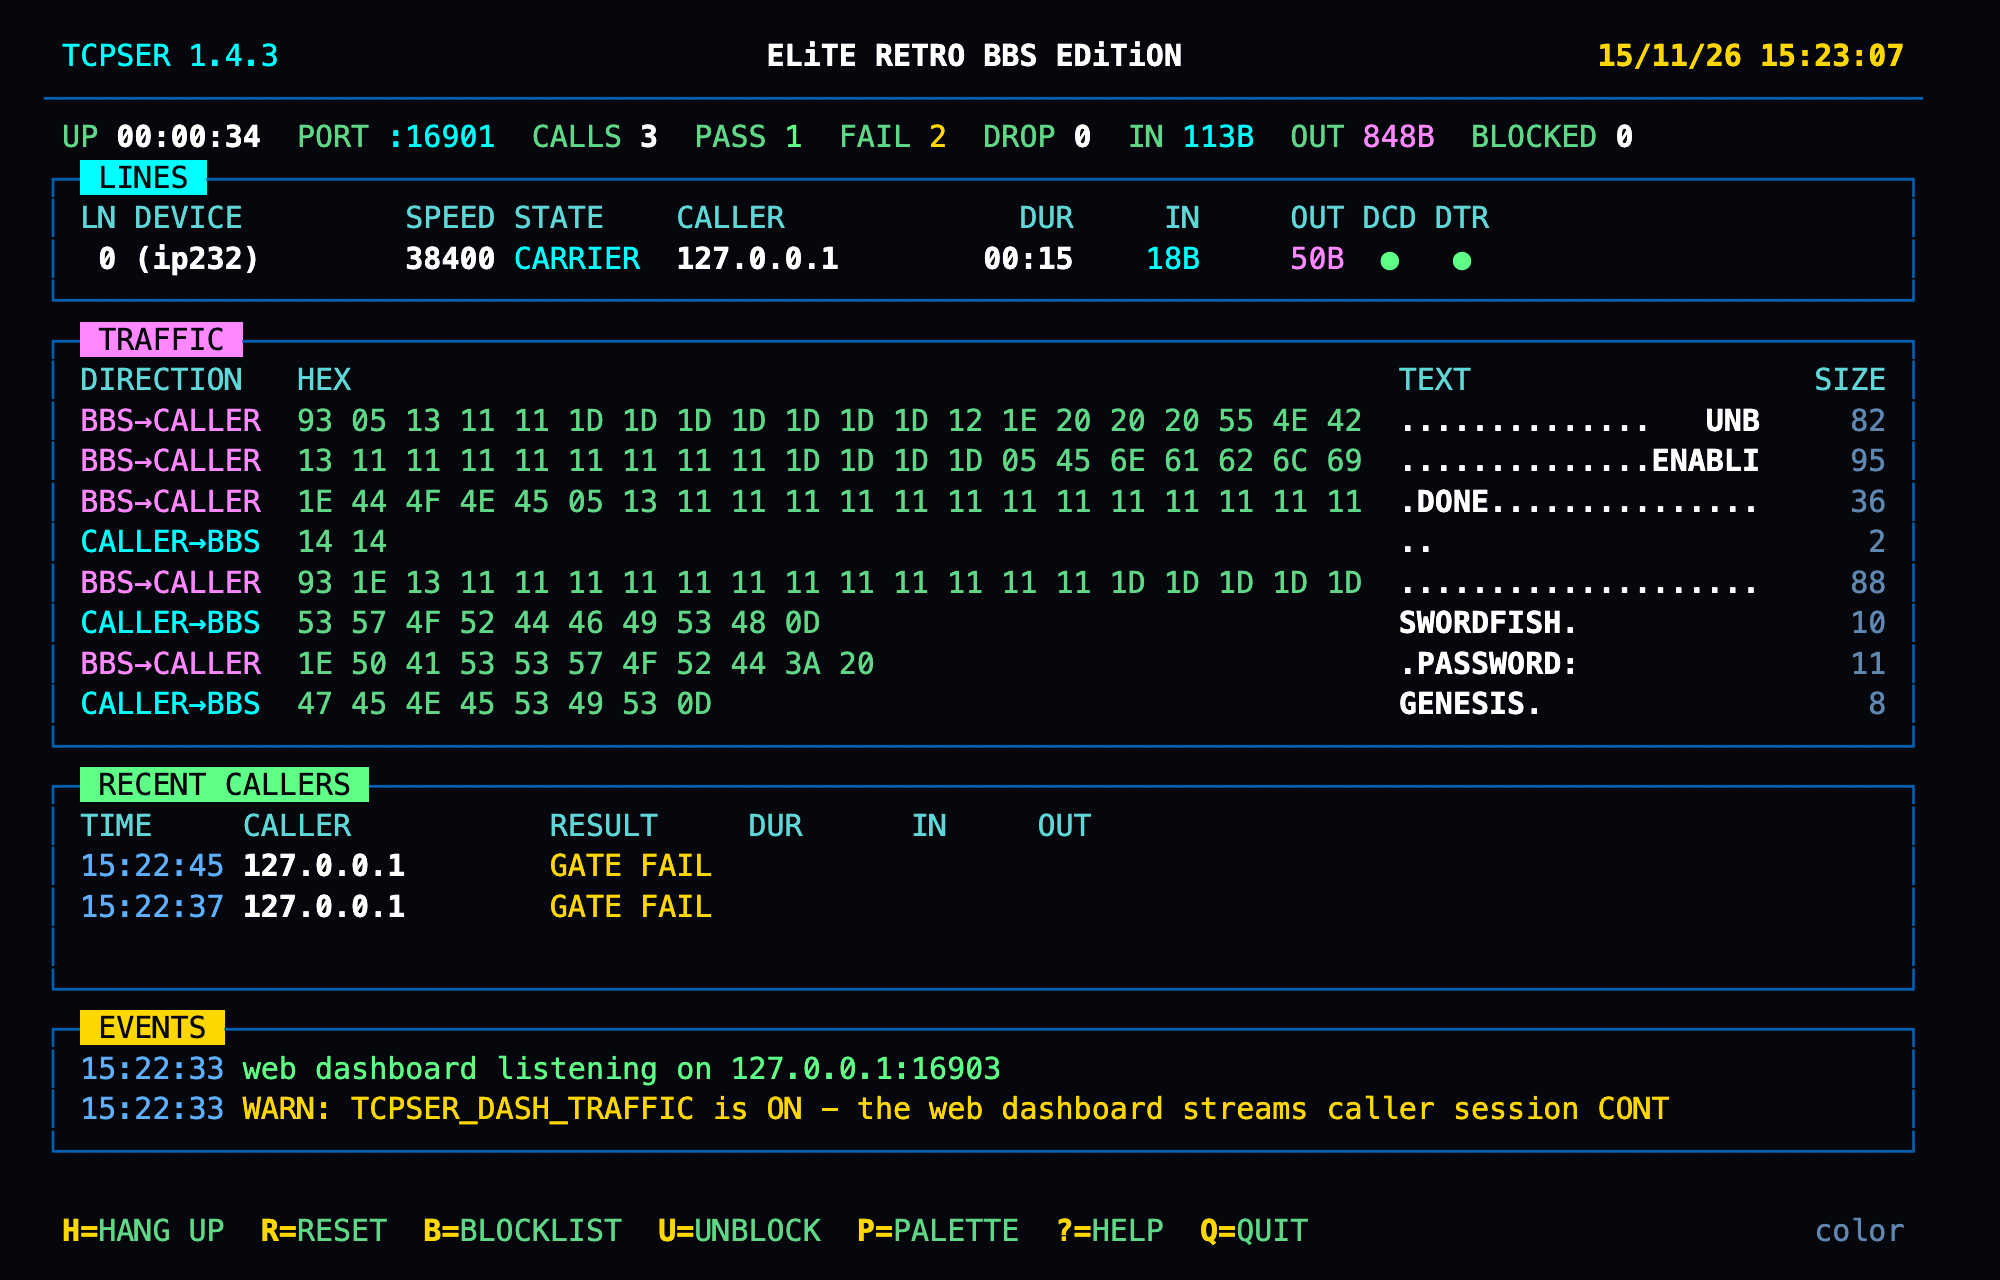 TCPSER 1.4.3 ELiTE RETRO BBS EDiTiON 15/11/26 15:23:07
UP 00:00:34 PORT :16901 CALLS 3 PASS 1 FAIL 2 DROP 0 IN 113B OUT 848B BLOCKED 0
LINES
LN DEVICE SPEED STATE CALLER DUR IN OUT DCD DTR
0 (ip232) 38400 CARRIER 127.0.0.1 00:15 18B 50B ● ●
TRAFFIC
DIRECTION HEX TEXT SIZE
BBS→CALLER 93 05 13 11 11 1D 1D 1D 1D 1D 1D 1D 12 1E 20 20 20 55 4E 42 .............. UNB 82
BBS→CALLER 13 11 11 11 11 11 11 11 11 1D 1D 1D 1D 05 45 6E 61 62 6C 69 ..............ENABLI 95
BBS→CALLER 1E 44 4F 4E 45 05 13 11 11 11 11 11 11 11 11 11 11 11 11 11 .DONE............... 36
CALLER→BBS 14 14 .. 2
BBS→CALLER 93 1E 13 11 11 11 11 11 11 11 11 11 11 11 11 1D 1D 1D 1D 1D .................... 88
CALLER→BBS 53 57 4F 52 44 46 49 53 48 0D SWORDFISH. 10
BBS→CALLER 1E 50 41 53 53 57 4F 52 44 3A 20 .PASSWORD: 11
CALLER→BBS 47 45 4E 45 53 49 53 0D GENESIS. 8
RECENT CALLERS
TIME CALLER RESULT DUR IN OUT
15:22:45 127.0.0.1 GATE FAIL
15:22:37 127.0.0.1 GATE FAIL
EVENTS
15:22:33 web dashboard listening on 127.0.0.1:16903
15:22:33 WARN: TCPSER_DASH_TRAFFIC is ON — the web dashboard streams caller session CONT
H=HANG UP R=RESET B=BLOCKLIST U=UNBLOCK P=PALETTE ?=HELP Q=QUIT color